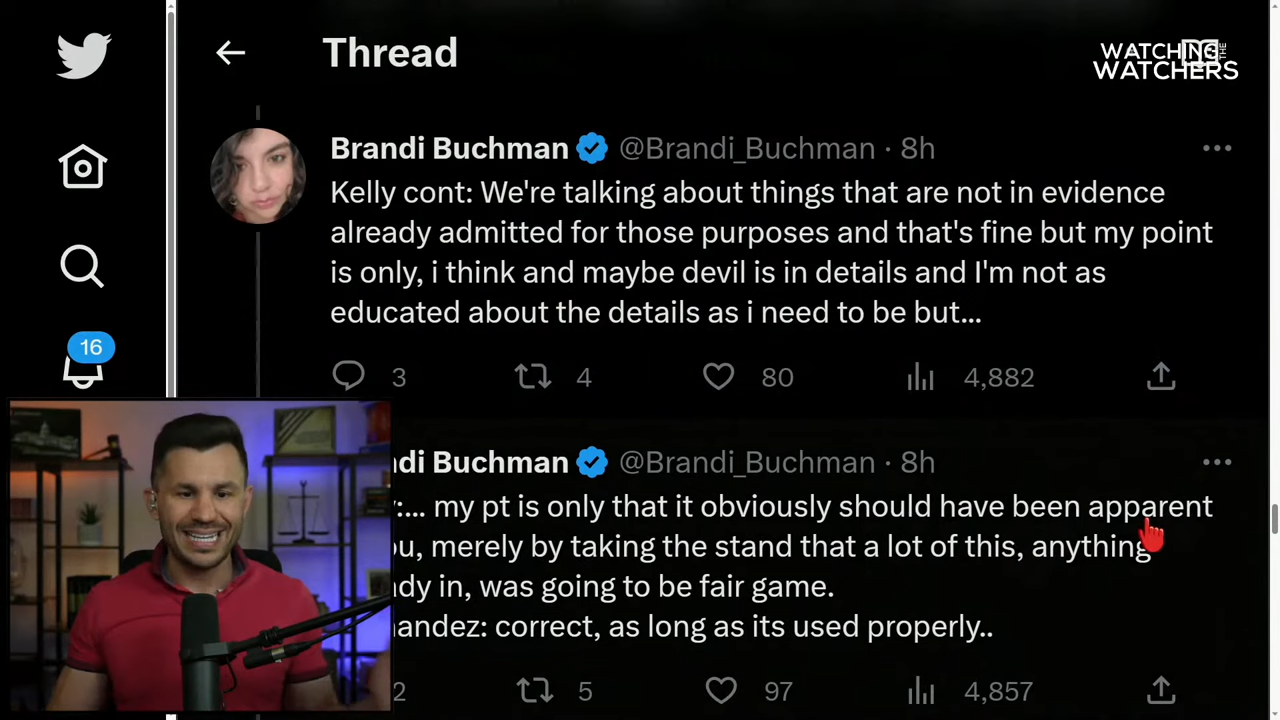 Thread
WATCHING THE
WATCHERS
Brandi Buchman @Brandi_Buchman · 8h
Kelly cont: We're talking about things that are not in evidence
already admitted for those purposes and that's fine but my point
is only, i think and maybe devil is in details and I'm not as
educated about the details as i need to be but...
3 4 80 4,882
16
di Buchman @Brandi_Buchman · 8h
:... my pt is only that it obviously should have been apparent
ou, merely by taking the stand that a lot of this, anything
ady in, was going to be fair game.
nandez: correct, as long as its used properly..
2 5 97 4,857